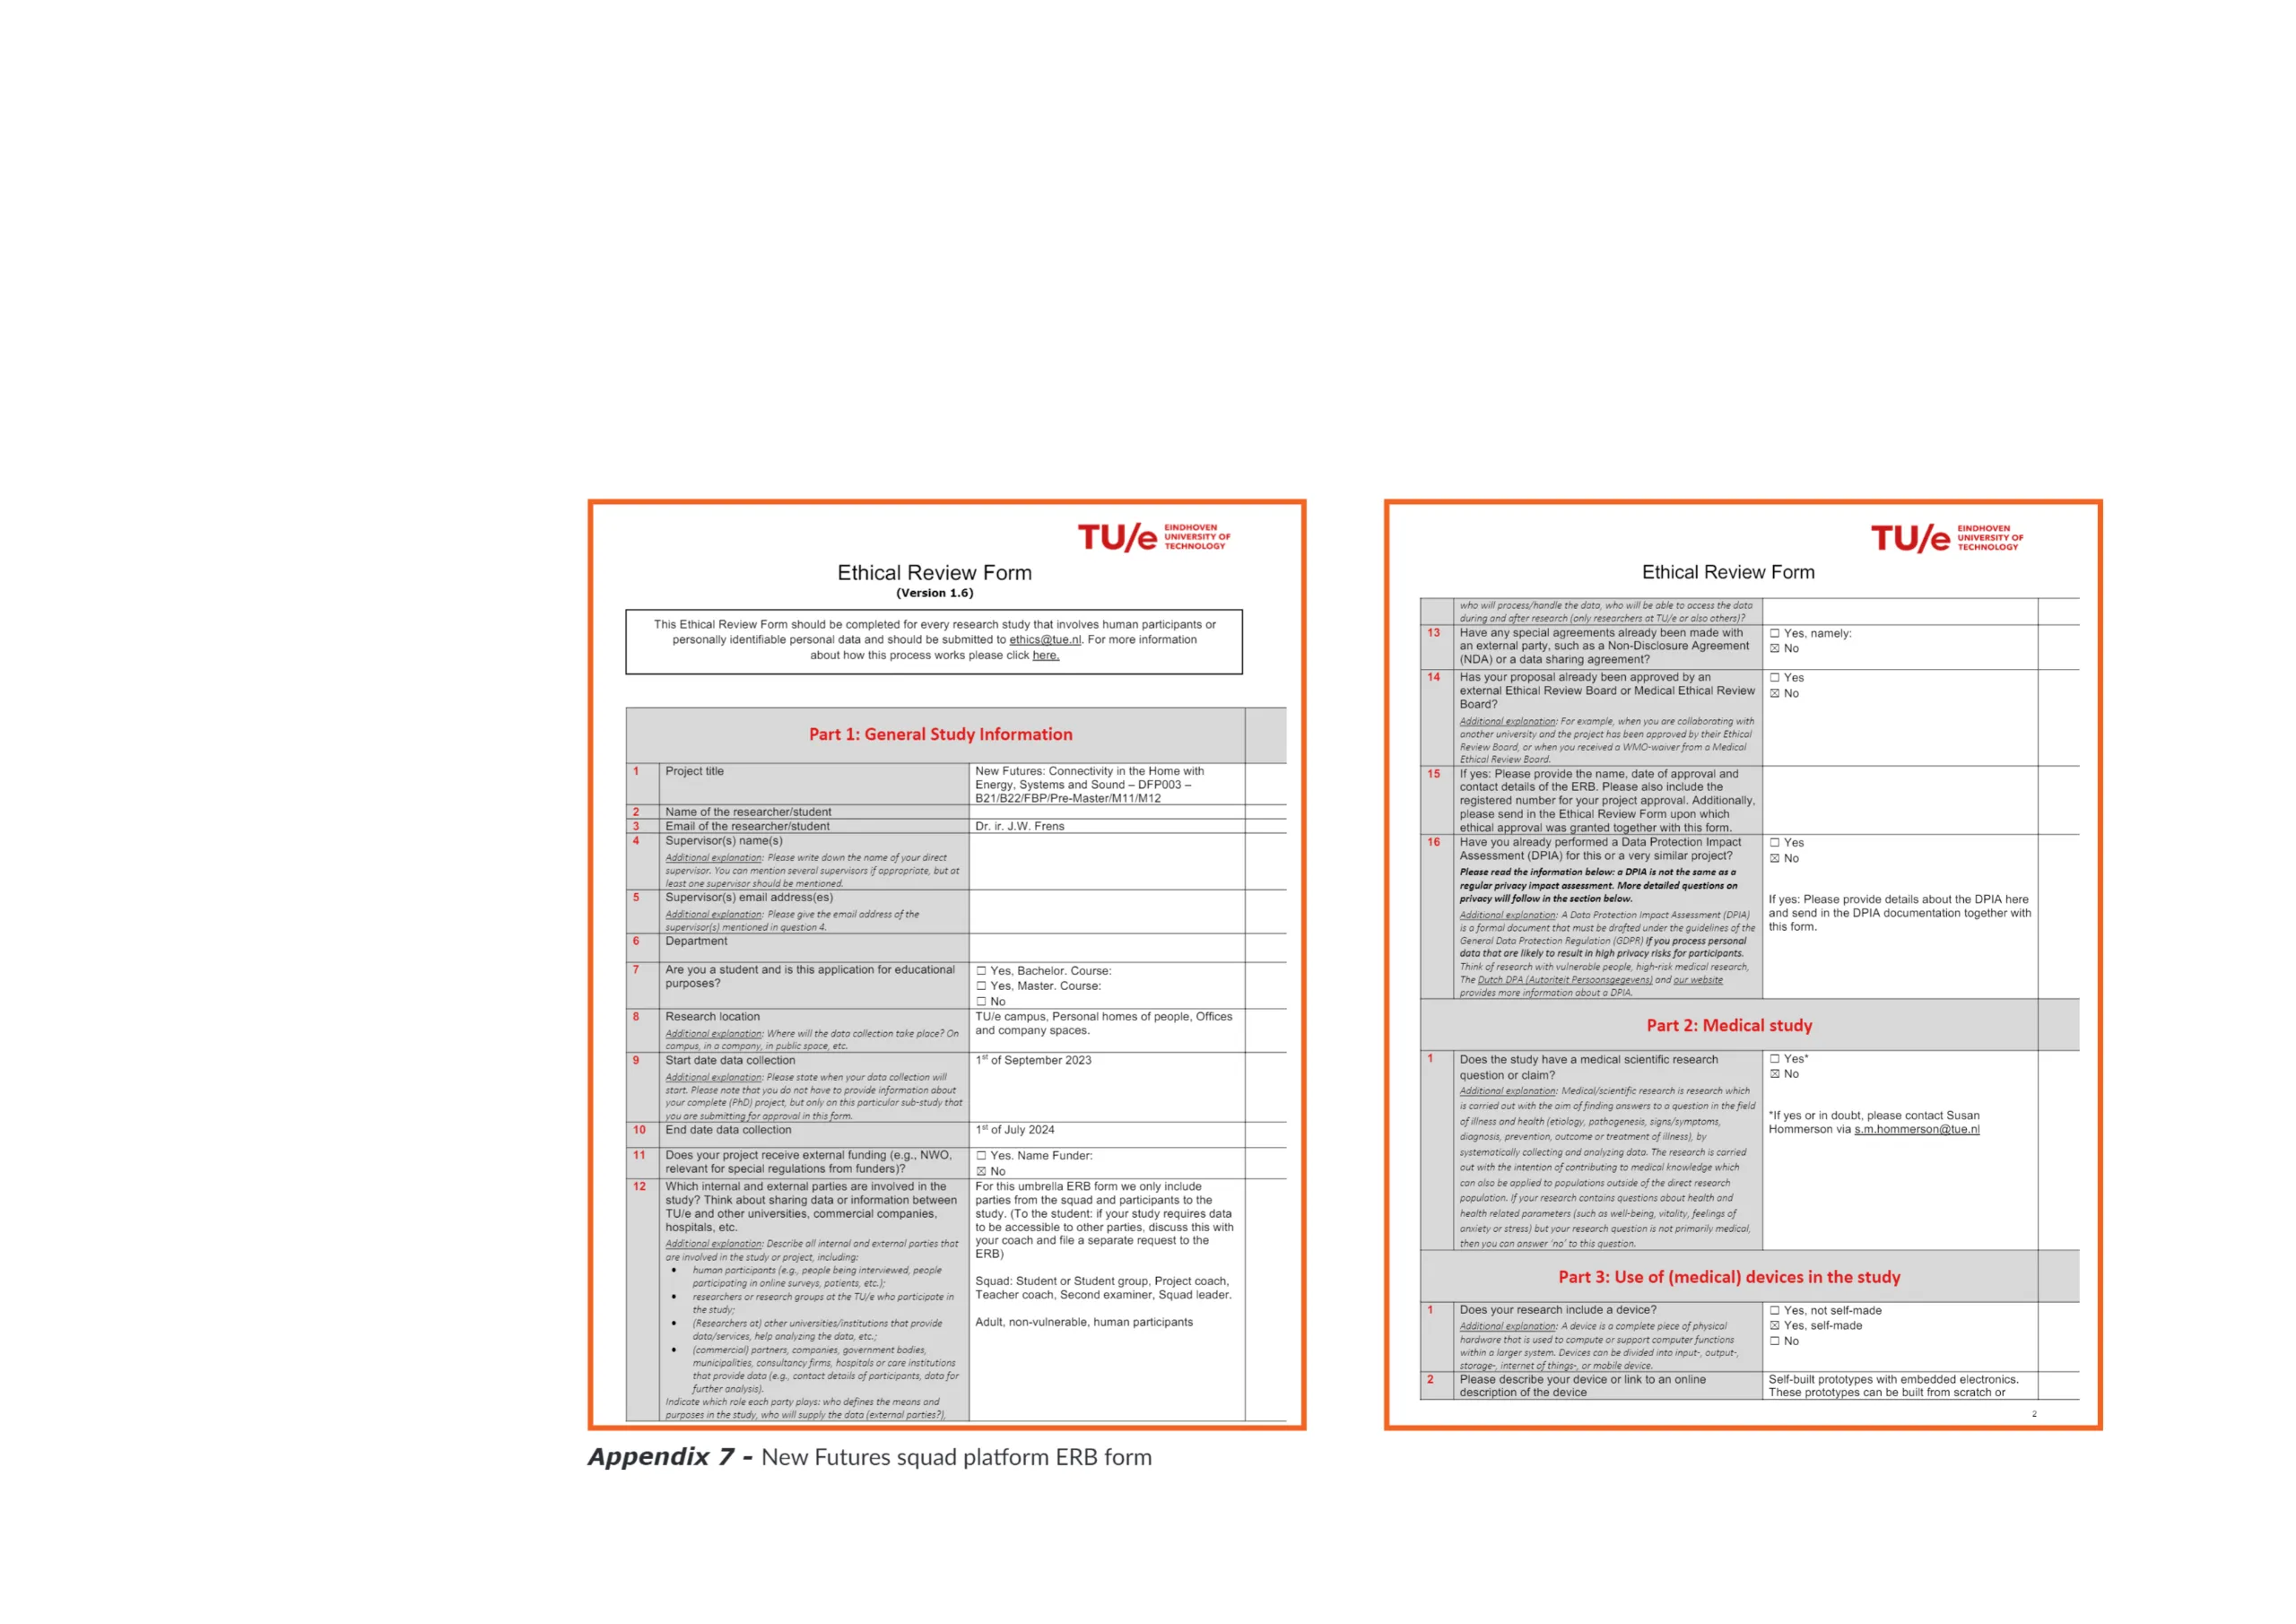 TU/e EINDHOVEN
UNIVERSITY OF
TECHNOLOGY
Ethical Review Form
(Version 1.6)
This Ethical Review Form should be completed for every research study that involves human participants or
personally identifiable personal data and should be submitted to ethics@tue.nl. For more information
about how this process works please click here.
Part 1: General Study Information
1 Project title
New Futures: Connectivity in the Home with
Energy, Systems and Sound – DFP003 –
B21/B22/FBP/Pre-Master/M11/M12
2 Name of the researcher/student
3 Email of the researcher/student
Dr. ir. J.W. Frens
4 Supervisor(s) name(s)
Additional explanation: Please write down the name of your direct
supervisor. You can mention several supervisors if appropriate, but at
least one supervisor should be mentioned.
5 Supervisor(s) email address(es)
Additional explanation: Please give the email address of the
supervisor(s) mentioned in question 4.
6 Department
7 Are you a student and is this application for educational
purposes?
☐ Yes, Bachelor. Course:
☐ Yes, Master. Course:
☐ No
8 Research location
Additional explanation: Where will the data collection take place? On
campus, in a company, in public space, etc.
TU/e campus, Personal homes of people, Offices
and company spaces.
9 Start date data collection
Additional explanation: Please state when your data collection will
start. Please note that you do not have to provide information about
your complete (PhD) project, but only on this particular sub-study that
you are submitting for approval in this form.
1st of September 2023
10 End date data collection
1st of July 2024
11 Does your project receive external funding (e.g., NWO,
relevant for special regulations from funders)?
☐ Yes. Name Funder:
☒ No
12 Which internal and external parties are involved in the
study? Think about sharing data or information between
TU/e and other universities, commercial companies,
hospitals, etc.
Additional explanation: Describe all internal and external parties that
are involved in the study or project, including:
• human participants (e.g., people being interviewed, people
participating in online surveys, patients, etc.);
• researchers or research groups at the TU/e who participate in
the study;
• (Researchers at) other universities/institutions that provide
data/services, help analyzing the data, etc.;
• (commercial) partners, companies, government bodies,
municipalities, consultancy firms, hospitals or care institutions
that provide data (e.g., contact details of participants, data for
further analysis).
Indicate which role each party plays: who defines the means and
purposes in the study, who will supply the data (external parties?),
For this umbrella ERB form we only include
parties from the squad and participants to the
study. (To the student: if your study requires data
to be accessible to other parties, discuss this with
your coach and file a separate request to the
ERB)
Squad: Student or Student group, Project coach,
Teacher coach, Second examiner, Squad leader.
Adult, non-vulnerable, human participants
TU/e EINDHOVEN
UNIVERSITY OF
TECHNOLOGY
Ethical Review Form
who will process/handle the data, who will be able to access the data
during and after research (only researchers at TU/e or also others)?
13 Have any special agreements already been made with
an external party, such as a Non-Disclosure Agreement
(NDA) or a data sharing agreement?
☐ Yes, namely:
☒ No
14 Has your proposal already been approved by an
external Ethical Review Board or Medical Ethical Review
Board?
Additional explanation: For example, when you are collaborating with
another university and the project has been approved by their Ethical
Review Board, or when you received a WMO-waiver from a Medical
Ethical Review Board.
☐ Yes
☒ No
15 If yes: Please provide the name, date of approval and
contact details of the ERB. Please also include the
registered number for your project approval. Additionally,
please send in the Ethical Review Form upon which
ethical approval was granted together with this form.
16 Have you already performed a Data Protection Impact
Assessment (DPIA) for this or a very similar project?
Please read the information below: a DPIA is not the same as a
regular privacy impact assessment. More detailed questions on
privacy will follow in the section below.
Additional explanation: A Data Protection Impact Assessment (DPIA)
is a formal document that must be drafted under the guidelines of the
General Data Protection Regulation (GDPR) if you process personal
data that are likely to result in high privacy risks for participants.
Think of research with vulnerable people, high-risk medical research,
The Dutch DPA (Autoriteit Persoonsgegevens) and our website
provides more information about a DPIA.
☐ Yes
☒ No
If yes: Please provide details about the DPIA here
and send in the DPIA documentation together with
this form.
Part 2: Medical study
1 Does the study have a medical scientific research
question or claim?
Additional explanation: Medical/scientific research is research which
is carried out with the aim of finding answers to a question in the field
of illness and health (etiology, pathogenesis, signs/symptoms,
diagnosis, prevention, outcome or treatment of illness), by
systematically collecting and analyzing data. The research is carried
out with the intention of contributing to medical knowledge which
can also be applied to populations outside of the direct research
population. If your research contains questions about health and
health related parameters (such as well-being, vitality, feelings of
anxiety or stress) but your research question is not primarily medical,
then you can answer ‘no’ to this question.
☐ Yes*
☒ No
*If yes or in doubt, please contact Susan
Hommerson via s.m.hommerson@tue.nl
Part 3: Use of (medical) devices in the study
1 Does your research include a device?
Additional explanation: A device is a complete piece of physical
hardware that is used to compute or support computer functions
within a larger system. Devices can be divided into input-, output-,
storage-, internet of things-, or mobile device.
☐ Yes, not self-made
☒ Yes, self-made
☐ No
2 Please describe your device or link to an online
description of the device
Self-built prototypes with embedded electronics.
These prototypes can be built from scratch or
2
Appendix 7 - New Futures squad platform ERB form